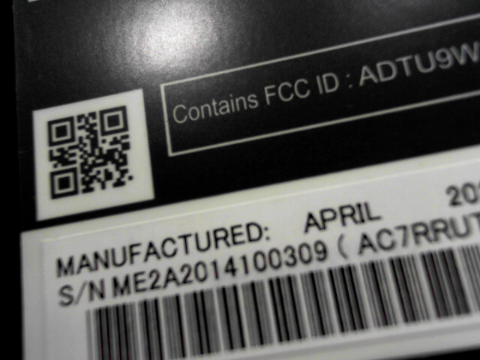 Contains FCC ID : ADTU9W
MANUFACTURED: APRIL 20
S/N ME2A2014100309 ( AC7RRUT